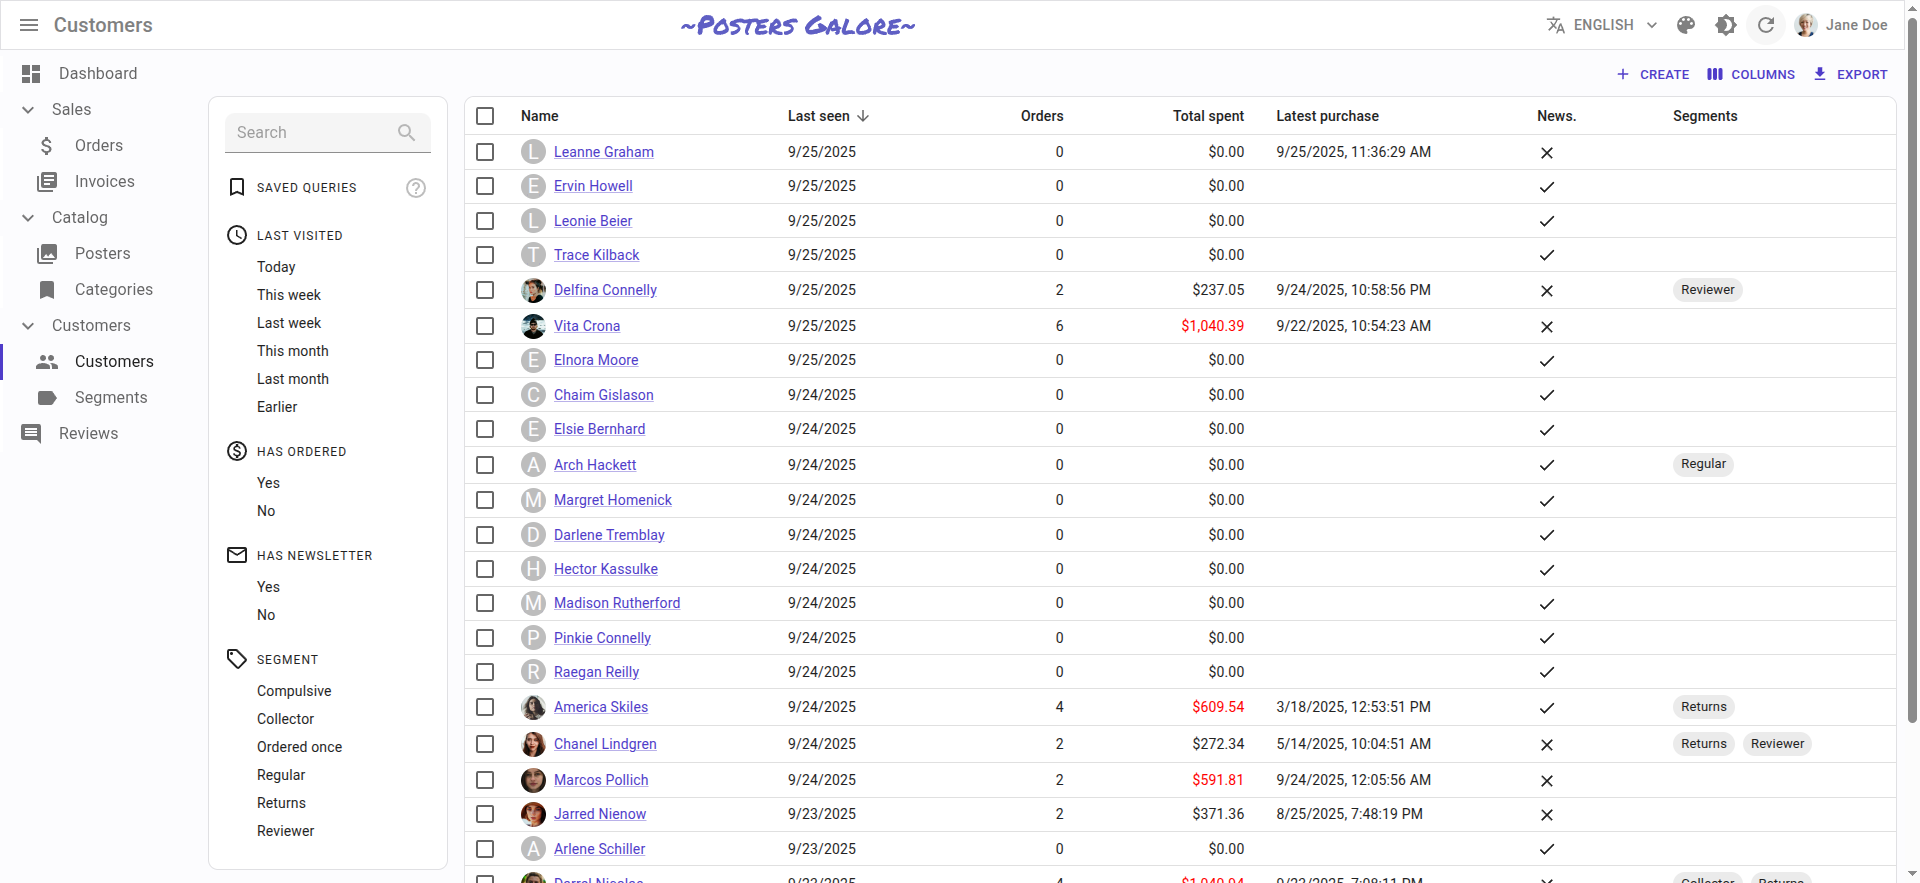 Customers
~Posters Galore~
ENGLISH
Jane Doe
Dashboard
Sales
Orders
Invoices
Catalog
Posters
Categories
Customers
Customers
Segments
Reviews
CREATE
COLUMNS
EXPORT
Search
SAVED QUERIES
LAST VISITED
Today
This week
Last week
This month
Last month
Earlier
HAS ORDERED
Yes
No
HAS NEWSLETTER
Yes
No
SEGMENT
Compulsive
Collector
Ordered once
Regular
Returns
Reviewer
Name Last seen Orders Total spent Latest purchase News. Segments
L Leanne Graham 9/25/2025 0 $0.00 9/25/2025, 11:36:29 AM
E Ervin Howell 9/25/2025 0 $0.00
L Leonie Beier 9/25/2025 0 $0.00
T Trace Kilback 9/25/2025 0 $0.00
Delfina Connelly 9/25/2025 2 $237.05 9/24/2025, 10:58:56 PM Reviewer
Vita Crona 9/25/2025 6 $1,040.39 9/22/2025, 10:54:23 AM
E Elnora Moore 9/25/2025 0 $0.00
C Chaim Gislason 9/24/2025 0 $0.00
E Elsie Bernhard 9/24/2025 0 $0.00
A Arch Hackett 9/24/2025 0 $0.00 Regular
M Margret Homenick 9/24/2025 0 $0.00
D Darlene Tremblay 9/24/2025 0 $0.00
H Hector Kassulke 9/24/2025 0 $0.00
M Madison Rutherford 9/24/2025 0 $0.00
P Pinkie Connelly 9/24/2025 0 $0.00
R Raegan Reilly 9/24/2025 0 $0.00
America Skiles 9/24/2025 4 $609.54 3/18/2025, 12:53:51 PM Returns
Chanel Lindgren 9/24/2025 2 $272.34 5/14/2025, 10:04:51 AM Returns Reviewer
Marcos Pollich 9/24/2025 2 $591.81 9/24/2025, 12:05:56 AM
Jarred Nienow 9/23/2025 2 $371.36 8/25/2025, 7:48:19 PM
A Arlene Schiller 9/23/2025 0 $0.00